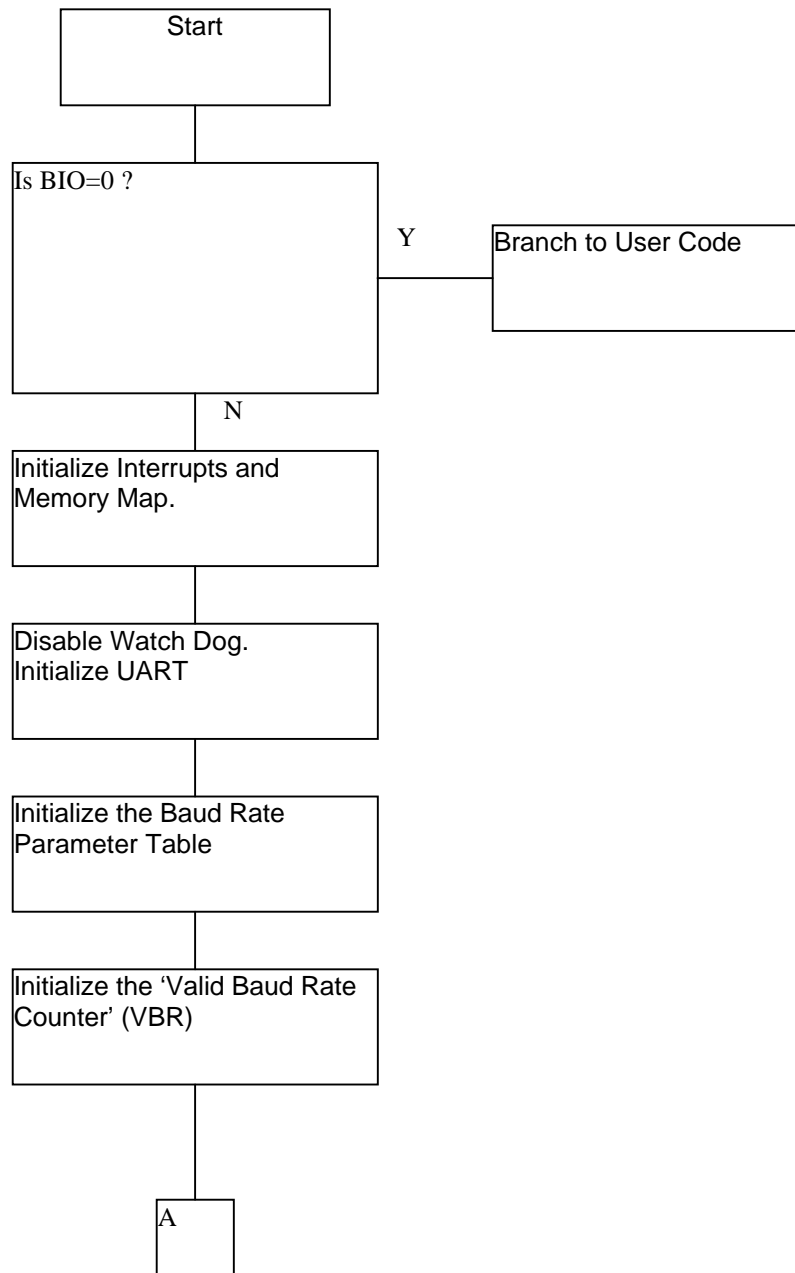 Start
Is BIO=0 ?
Y
Branch to User Code
N
Initialize Interrupts and
Memory Map.
Disable Watch Dog.
Initialize UART
Initialize the Baud Rate
Parameter Table
Initialize the ‘Valid Baud Rate
Counter’ (VBR)
A